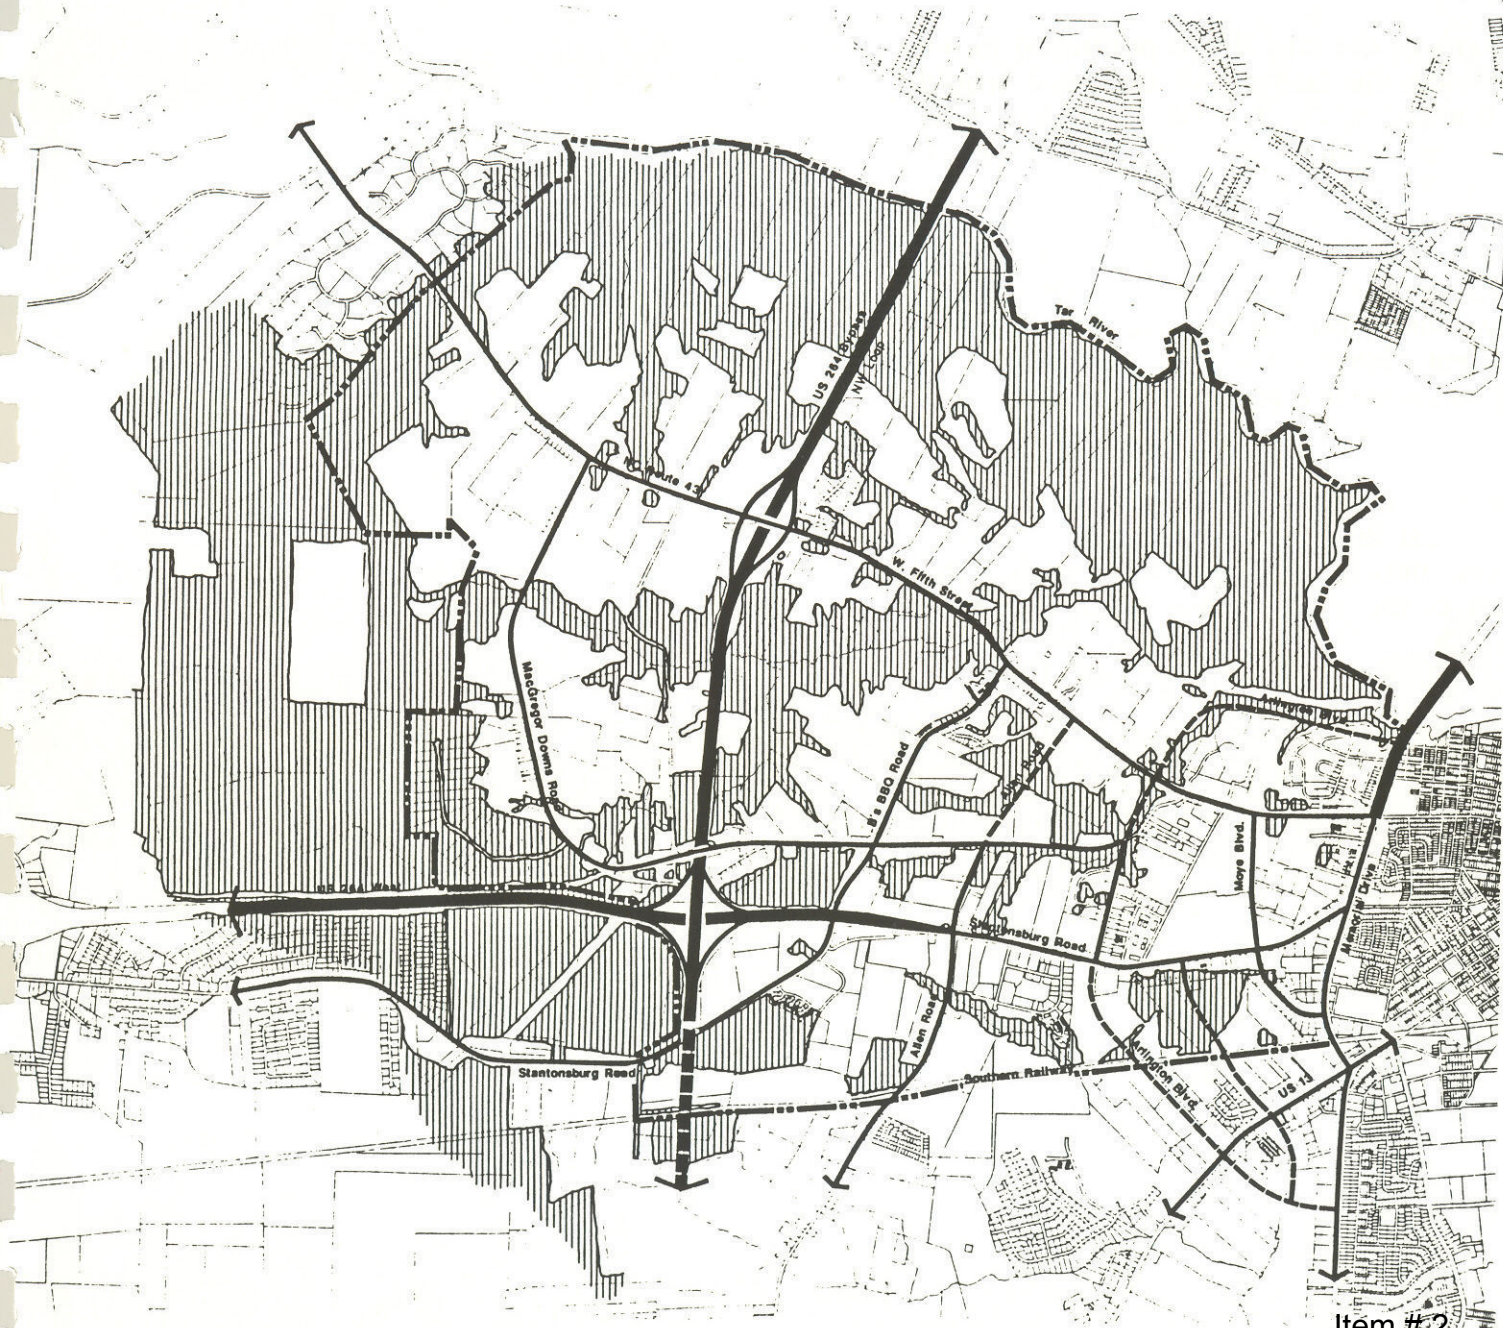 Tar River
US 264 Bypass
NW Loop
NC Route 43
W. Fifth Street
MacGregor Downs Road
Arlington Blvd.
B's BBQ Road
Allen Road
Moye Blvd.
Memorial Drive
US 264 West
Stantonsburg Road
Allen Road
Stantonsburg Road
Southern Railway
Arlington Blvd.
US 13
Item # 2